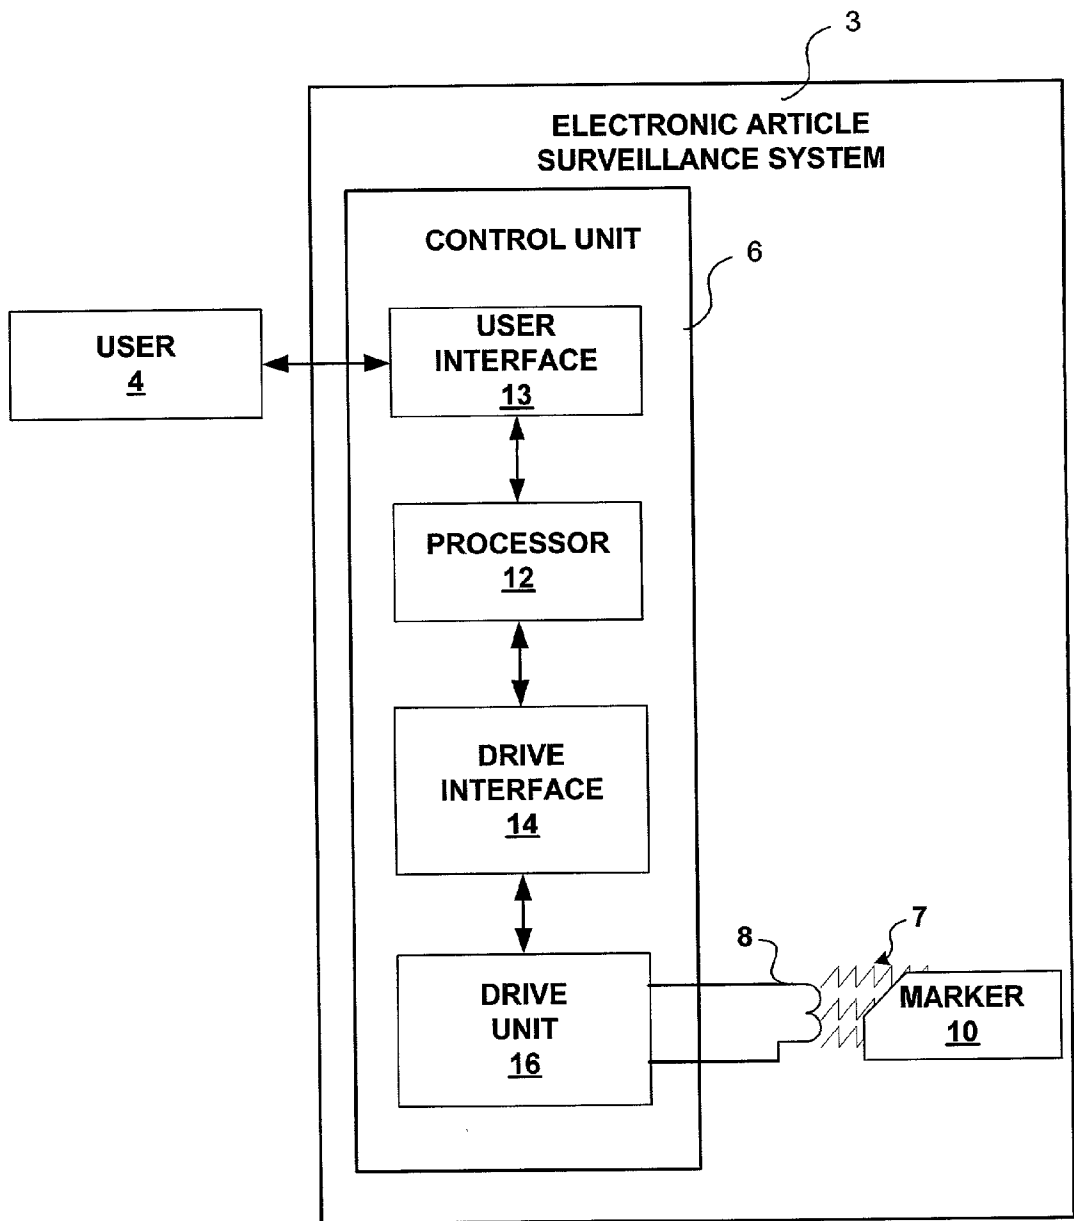 3
ELECTRONIC ARTICLE
SURVEILLANCE SYSTEM
CONTROL UNIT
6
USER
4
USER
INTERFACE
13
PROCESSOR
12
DRIVE
INTERFACE
14
7
8
DRIVE
UNIT
16
MARKER
10